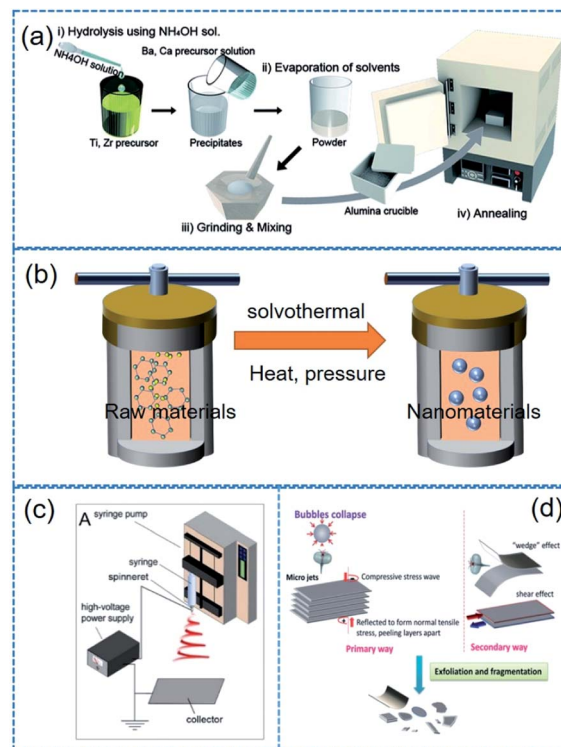 (a)
i) Hydrolysis using NH₄OH sol.
NH4OH solution
Ba, Ca precursor solution
ii) Evaporation of solvents
Ti, Zr precursor
Precipitates
Powder
iii) Grinding & Mixing
Alumina crucible
iv) Annealing
(b)
solvothermal
Heat, pressure
Raw materials
Nanomaterials
(c)
A
syringe pump
syringe
spinneret
high-voltage
power supply
collector
(d)
Bubbles collapse
Micro jets
Compressive stress wave
Reflected to form normal tensile
stress, peeling layers apart
Primary way
"wedge" effect
shear effect
Secondary way
Exfoliation and fragmentation